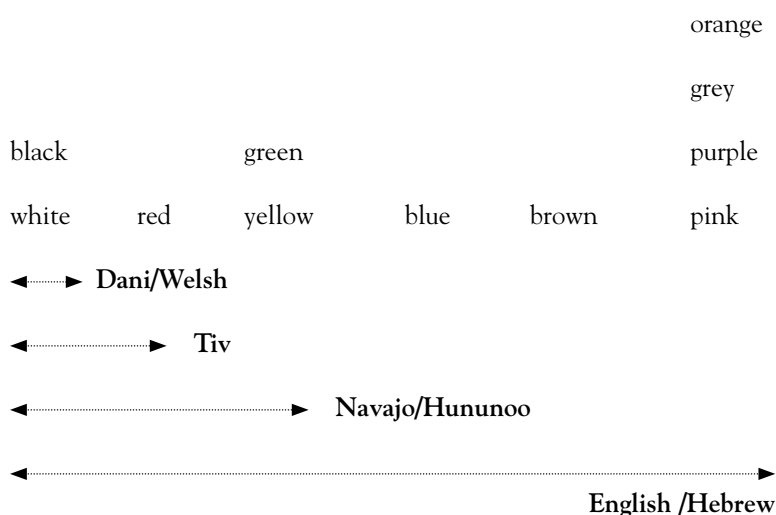 orange
grey
black green purple
white red yellow blue brown pink
Dani/Welsh
Tiv
Navajo/Hununoo
English /Hebrew